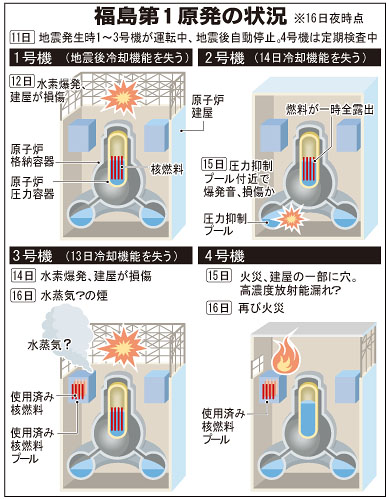 福島第1原発の状況 ※16日夜時点
11日 地震発生時1～3号機が運転中、地震後自動停止。4号機は定期検査中
1号機 (地震後冷却機能を失う)
12日 水素爆発、
建屋が損傷
原子炉
建屋
原子炉
格納容器
核燃料
原子炉
圧力容器
2号機 (14日冷却機能を失う)
燃料が一時全露出
15日 圧力抑制
プール付近で
爆発音、損傷か
圧力抑制
プール
3号機 (13日冷却機能を失う)
14日 水素爆発、建屋が損傷
16日 水蒸気?の煙
水蒸気?
使用済み
核燃料
使用済み
核燃料
プール
4号機
15日 火災、建屋の一部に穴。
高濃度放射能漏れ?
16日 再び火災
使用済み
核燃料
使用済み
核燃料
プール